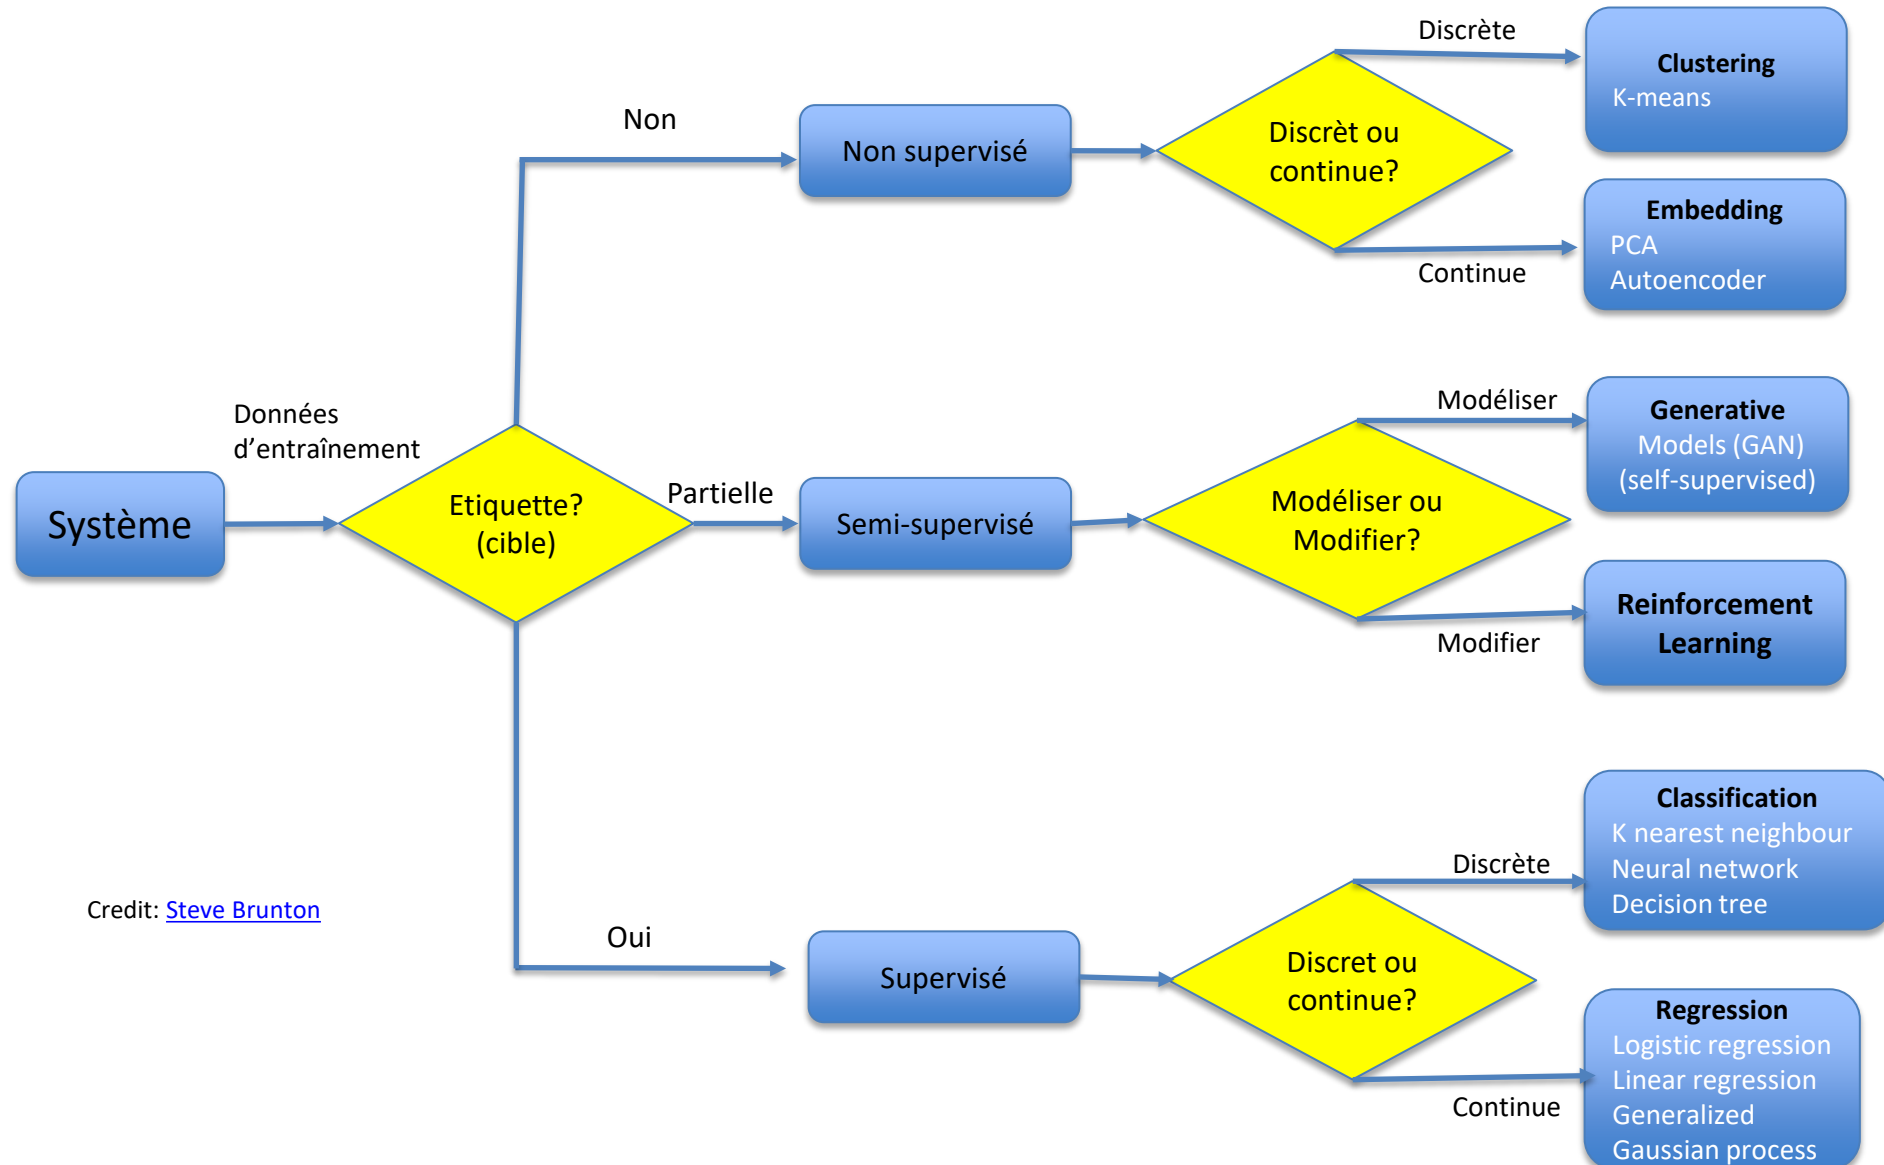 Discrète
Clustering
K-means
Non
Non supervisé
Discrèt ou
continue?
Embedding
PCA
Autoencoder
Continue
Données
d’entraînement
Système
Etiquette?
(cible)
Partielle
Semi-supervisé
Modéliser ou
Modifier?
Modéliser
Generative
Models (GAN)
(self-supervised)
Modifier
Reinforcement
Learning
Credit: Steve Brunton
Oui
Supervisé
Discret ou
continue?
Discrète
Classification
K nearest neighbour
Neural network
Decision tree
Continue
Regression
Logistic regression
Linear regression
Generalized
Gaussian process